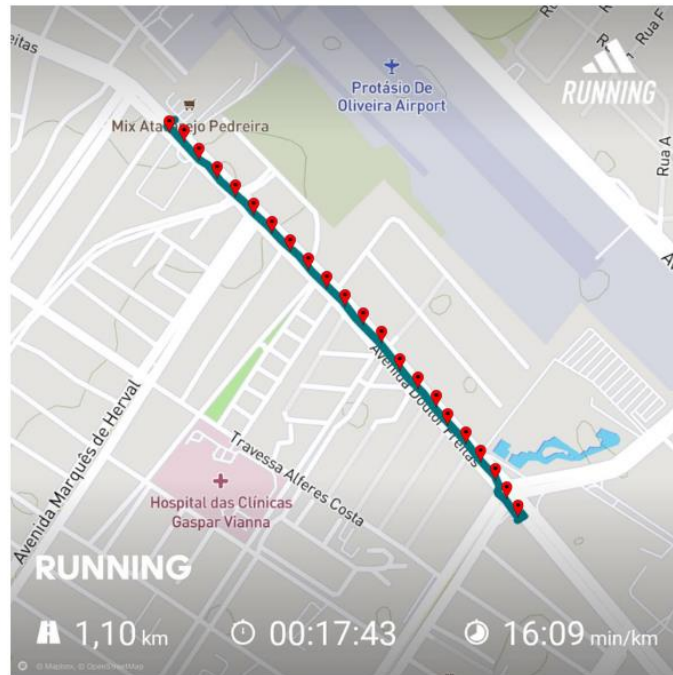 eitas
Rua F
Rua F
Protásio De
Oliveira Airport
RUNNING
Mix Ata ejo Pedreira
Rua A
Avenida Doutor Freitas
Avenida Marquês de Herval
Travessa Alferes Costa
Hospital das Clínicas
Gaspar Vianna
RUNNING
1,10 km
00:17:43
16:09 min/km
© Mapbox, © OpenStreetMap